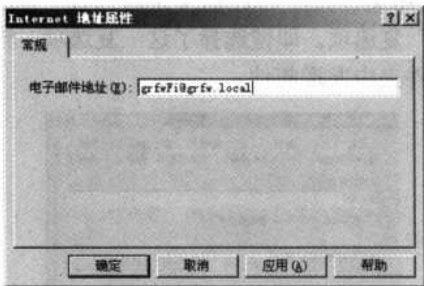 Internet 地址属性
常规
电子邮件地址(E): grfwFi@grfw.local
确定
取消
应用(A)
帮助